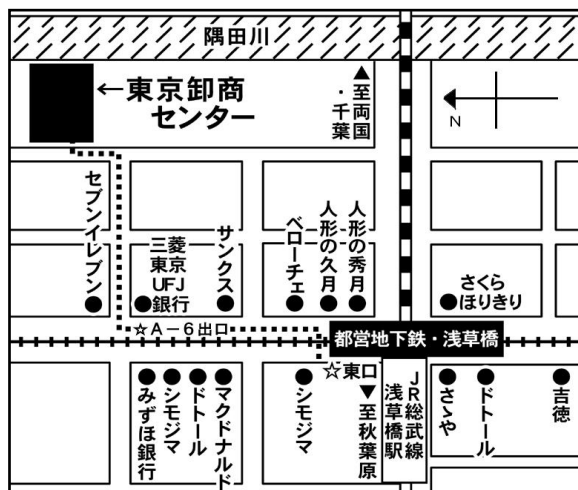 隅田川
←東京卸商
センター
▲至両国
・千葉
N
セブンイレブン
三菱
東京
UFJ
銀行
サンクス
ベローチェ
人形の久月
人形の秀月
さくら
ほりきり
☆A−6出口
都営地下鉄・浅草橋
☆東口
▼至秋葉原
JR総武線
浅草橋駅
みずほ銀行
シモジマ
ドトール
マクドナルド
シモジマ
さゝや
ドトール
吉徳